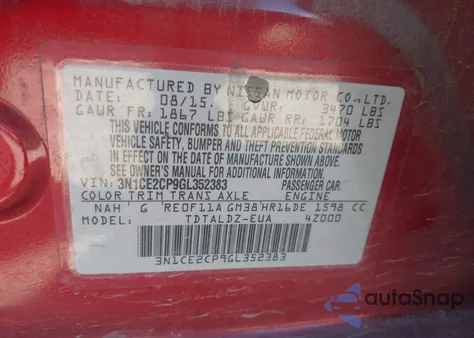 MANUFACTURED BY NISSAN MOTOR CO., LTD.
DATE: 08/15. GVWR: 3470 LBS
GAWR FR: 1867 LBS GAWR RR: 1704 LBS
THIS VEHICLE CONFORMS TO ALL APPLICABLE FEDERAL MOTOR
VEHICLE SAFETY, BUMPER, AND THEFT PREVENTION STANDARDS
IN EFFECT ON THE DATE OF MANUFACTURE SHOWN ABOVE.
SEE OWNER'S MANUAL FOR ADDITIONAL INFORMATION.
VIN: 3N1CE2CP9GL352383 PASSENGER CAR.
COLOR TRIM TRANS AXLE ENGINE
NAH G RE0F11A GM38 HR16DE 1598 CC
MODEL: TDTALDZ-EUA 4Z000
3N1CE2CP9GL352383
autoSnap